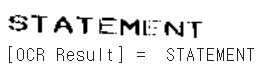 STATEMENT
[OCR Result] = STATEMENT